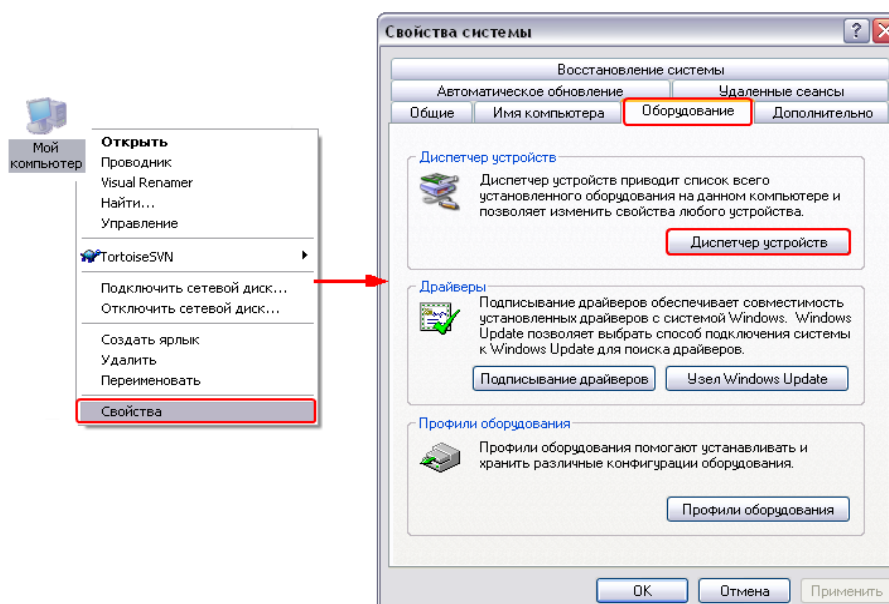 Мой
компьютер
Открыть
Проводник
Visual Renamer
Найти...
Управление
TortoiseSVN
Подключить сетевой диск...
Отключить сетевой диск...
Создать ярлык
Удалить
Переименовать
Свойства
Свойства системы
Восстановление системы
Автоматическое обновление
Удаленные сеансы
Общие
Имя компьютера
Оборудование
Дополнительно
Диспетчер устройств
Диспетчер устройств приводит список всего
установленного оборудования на данном компьютере и
позволяет изменить свойства любого устройства.
Диспетчер устройств
Драйверы
Подписывание драйверов обеспечивает совместимость
установленных драйверов с системой Windows. Windows
Update позволяет выбрать способ подключения системы
к Windows Update для поиска драйверов.
Подписывание драйверов
Узел Windows Update
Профили оборудования
Профили оборудования помогают устанавливать и
хранить различные конфигурации оборудования.
Профили оборудования
OK
Отмена
Применить